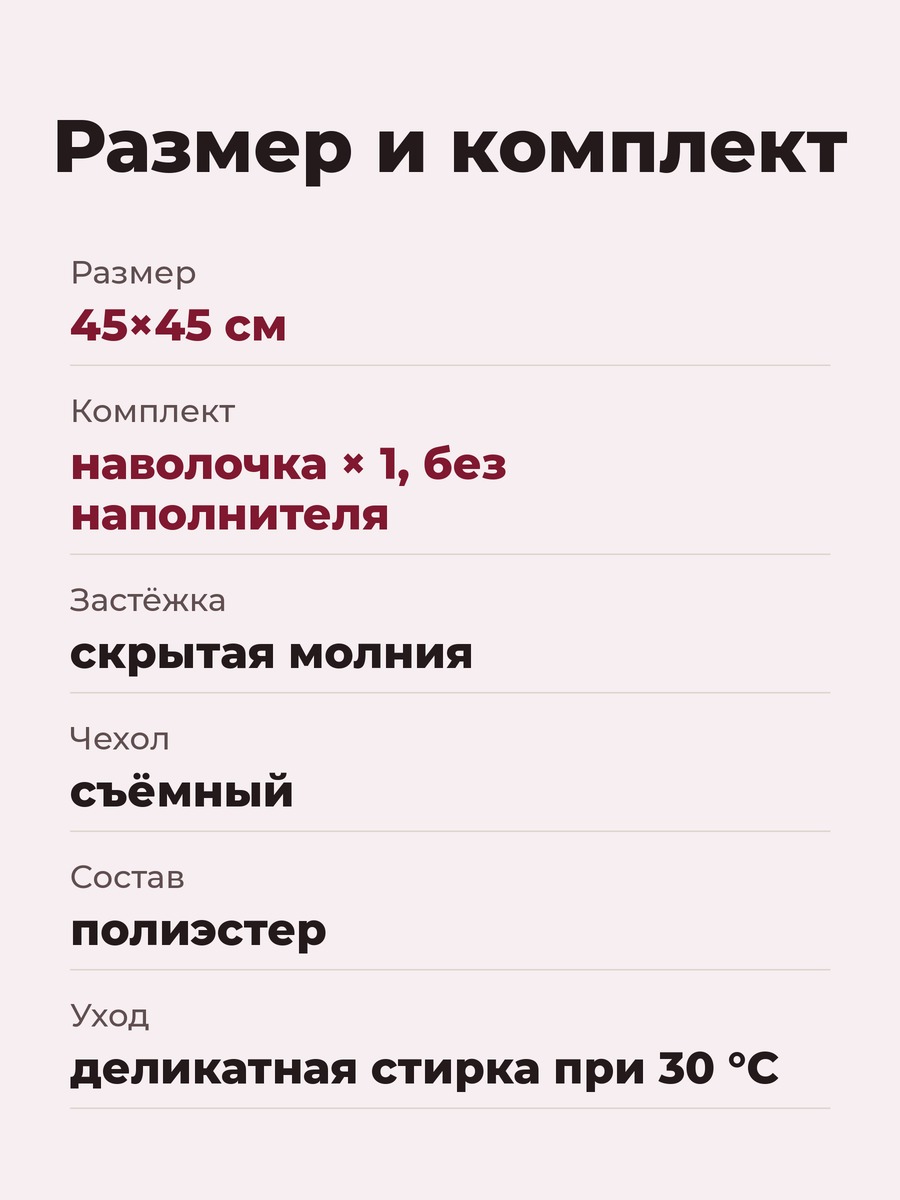 Размер и комплект
Размер
45×45 см
Комплект
наволочка × 1, без
наполнителя
Застёжка
скрытая молния
Чехол
съёмный
Состав
полиэстер
Уход
деликатная стирка при 30 °C